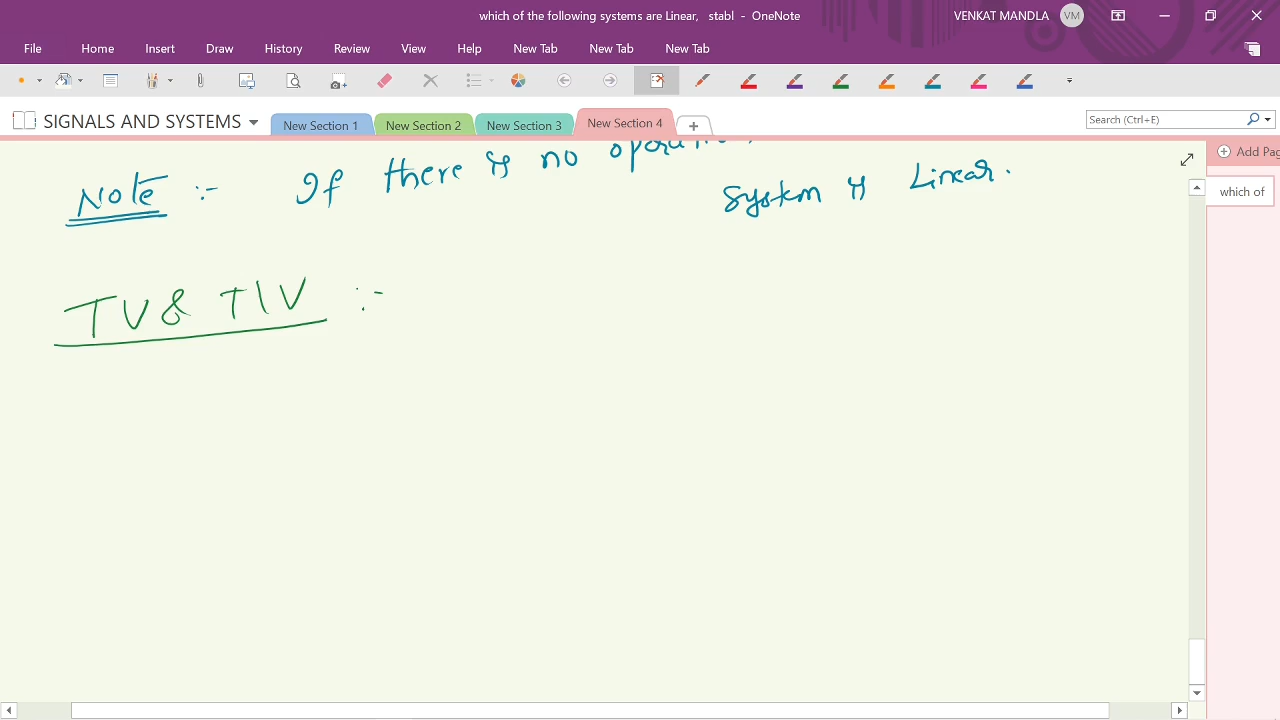 which of the following systems are Linear, stabl - OneNote
VENKAT MANDLA VM
File Home Insert Draw History Review View Help New Tab New Tab New Tab
SIGNALS AND SYSTEMS New Section 1 New Section 2 New Section 3 New Section 4
Search (Ctrl+E)
Add Pag
which of
Note :- If there is no
System is Linear.
TV & TIV :-